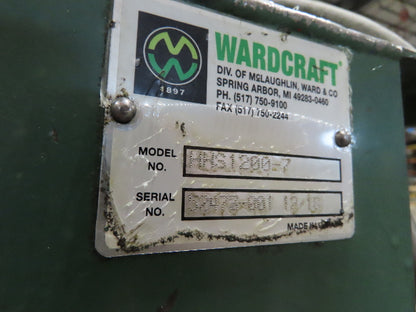 WARDCRAFT
DIV. OF McLAUGHLIN, WARD & CO
SPRING ARBOR, MI 49283-0460
PH. (517) 750-9100
FAX (517) 750-2244
1897
MODEL NO. HHS1200-7
SERIAL NO.
MADE IN